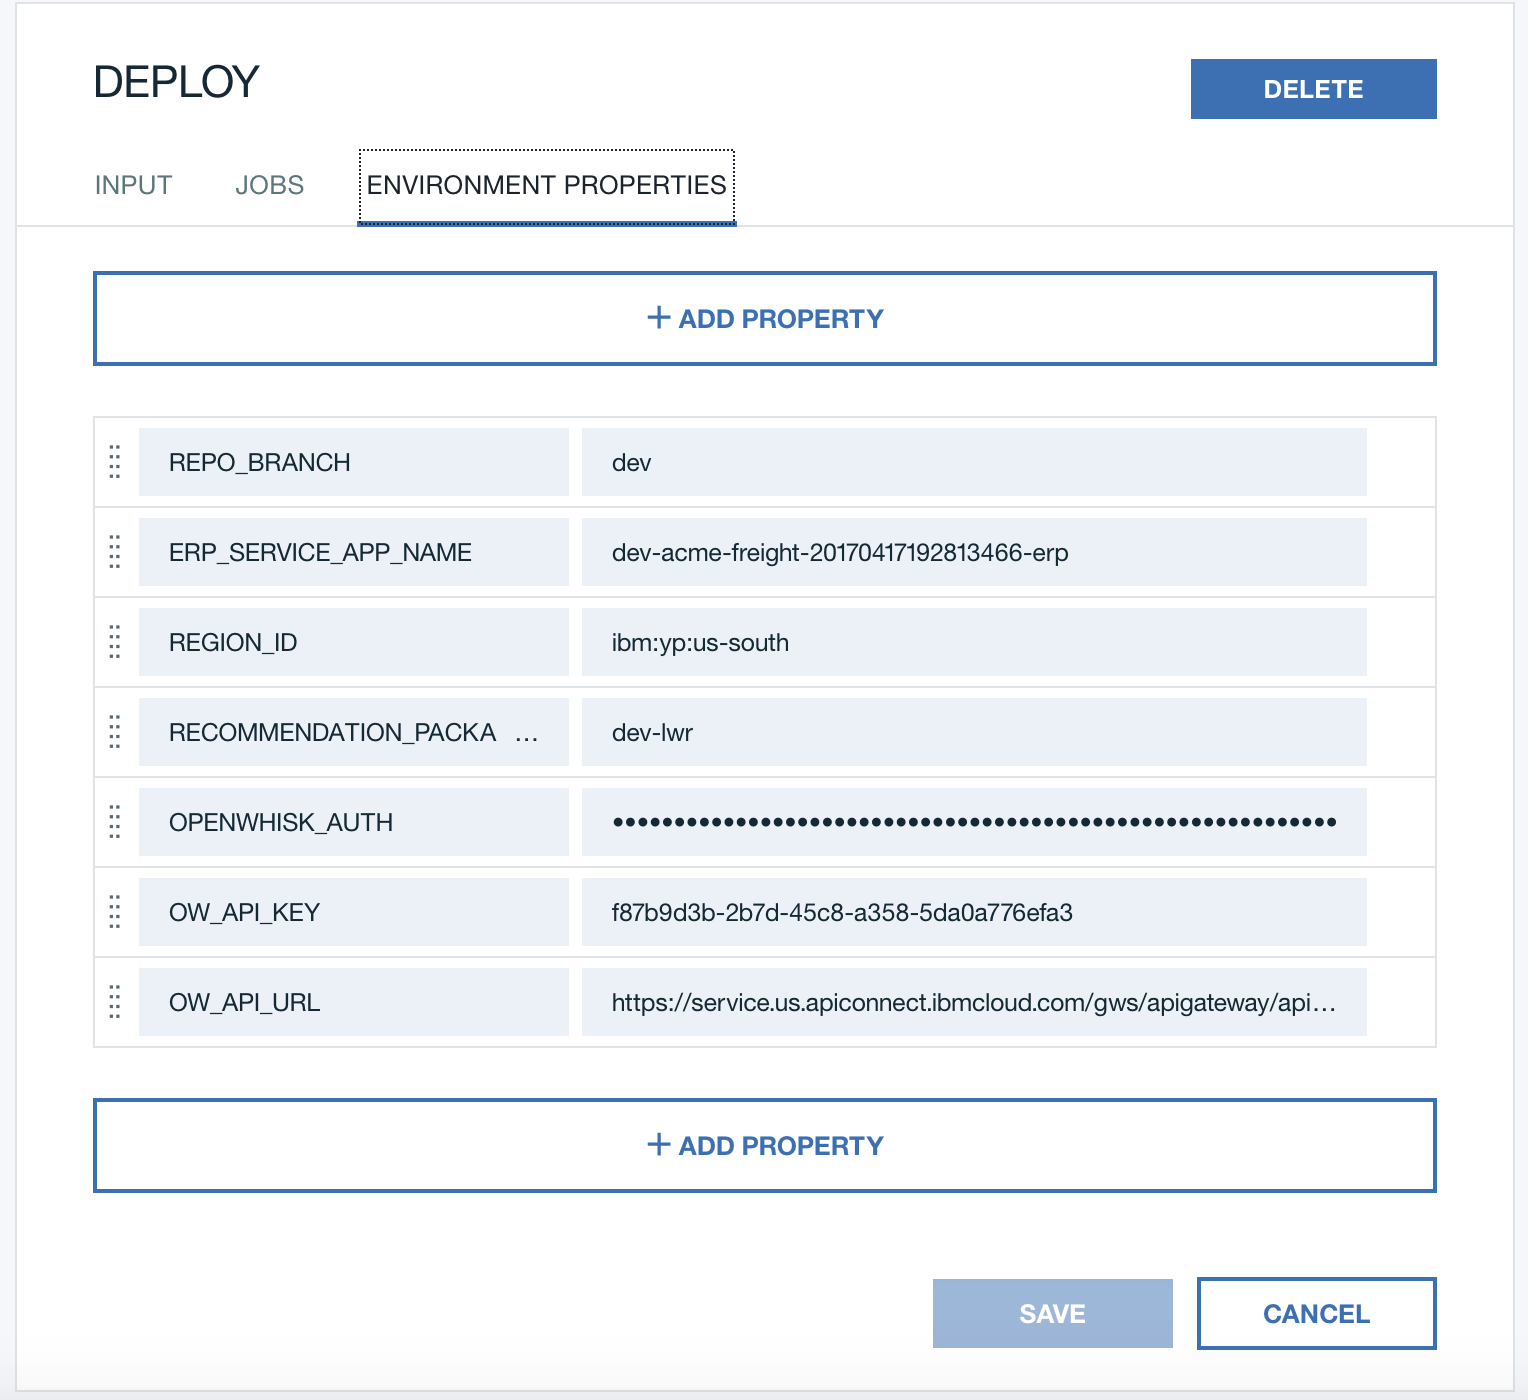 DEPLOY
DELETE
INPUT JOBS ENVIRONMENT PROPERTIES
+ ADD PROPERTY
REPO_BRANCH dev
ERP_SERVICE_APP_NAME dev-acme-freight-20170417192813466-erp
REGION_ID ibm:yp:us-south
RECOMMENDATION_PACKA ... dev-lwr
OPENWHISK_AUTH •••••••••••••••••••••••••••••••••••••••••••••••••••••••••••
OW_API_KEY f87b9d3b-2b7d-45c8-a358-5da0a776efa3
OW_API_URL https://service.us.apiconnect.ibmcloud.com/gws/apigateway/api...
+ ADD PROPERTY
SAVE CANCEL